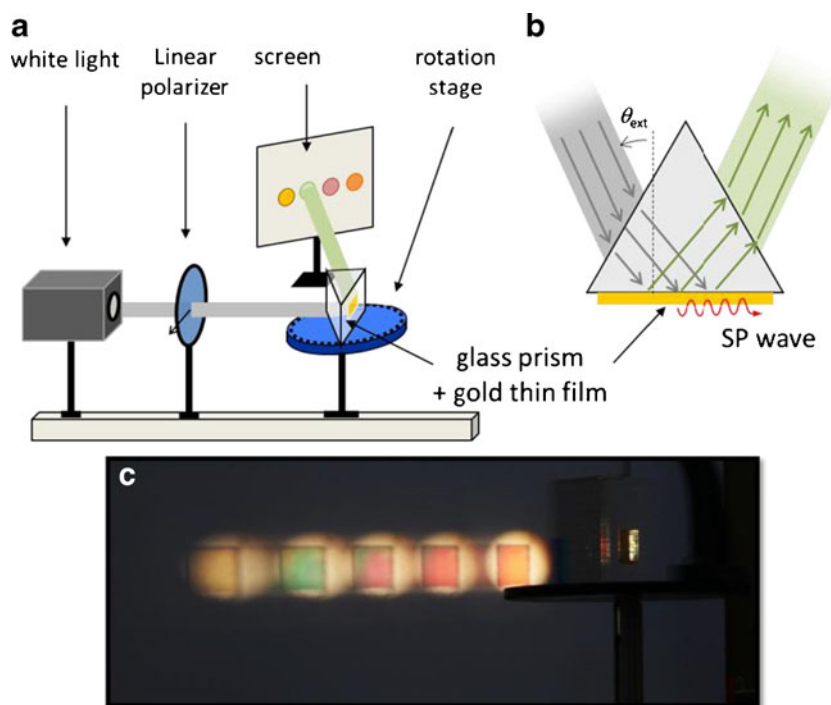 a
white light
Linear
polarizer
screen
rotation
stage
glass prism
+ gold thin film
b
θext
SP wave
c